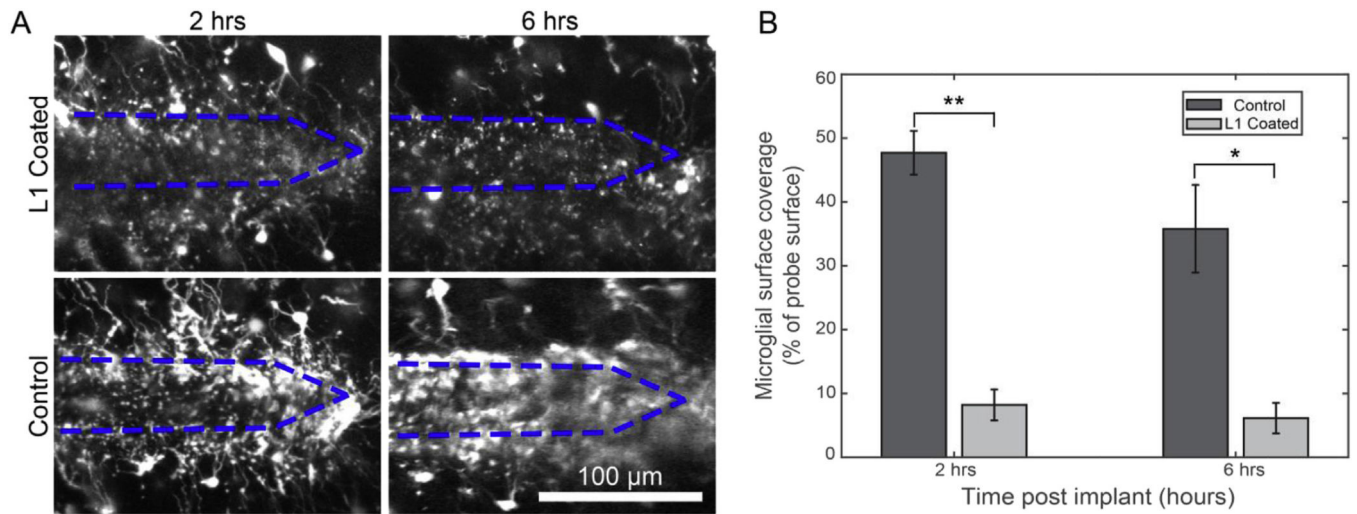 A
2 hrs
6 hrs
L1 Coated
Control
100 µm
B
Microglial surface coverage
(% of probe surface)
60
50
40
30
20
10
0
**
*
Control
L1 Coated
2 hrs
6 hrs
Time post implant (hours)